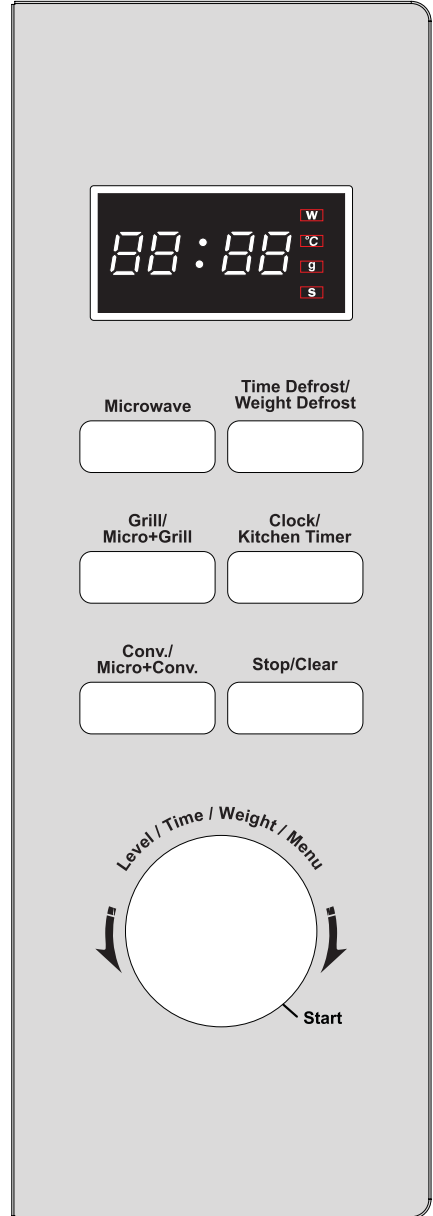 88:88
W
°C
g
S
Microwave
Time Defrost/
Weight Defrost
Grill/
Micro+Grill
Clock/
Kitchen Timer
Conv./
Micro+Conv.
Stop/Clear
Level / Time / Weight / Menu
Start